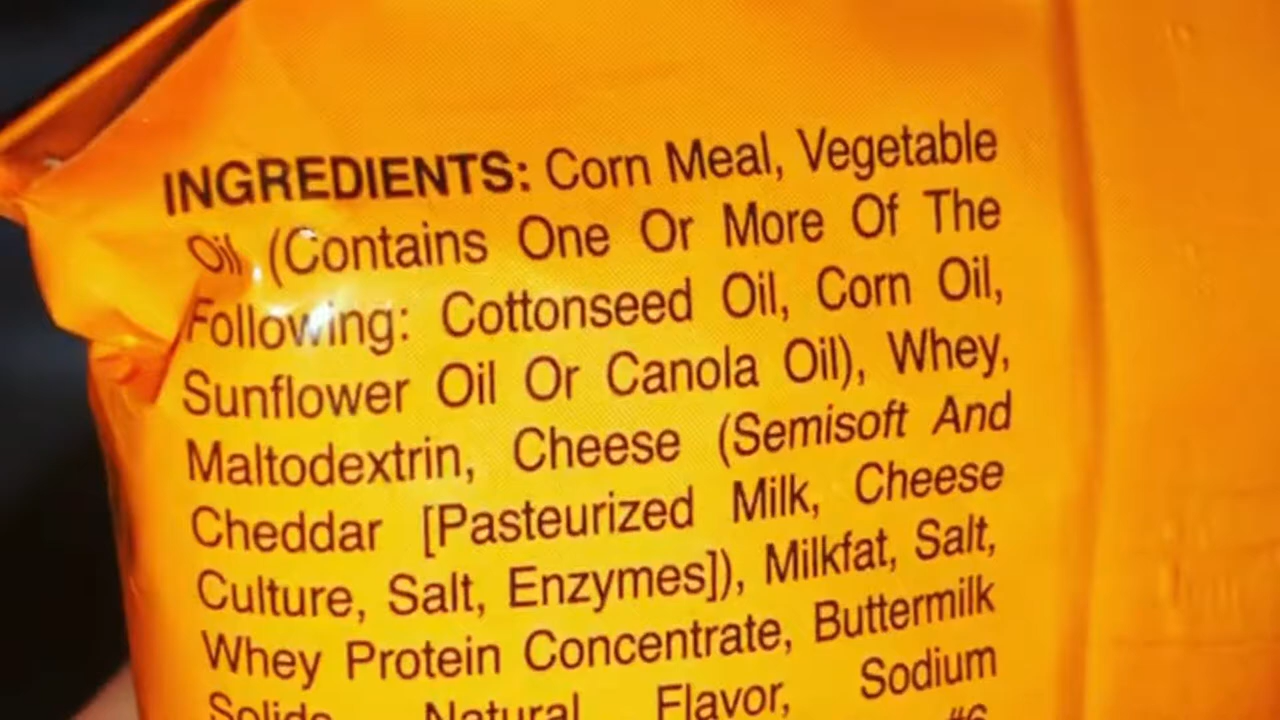 INGREDIENTS: Corn Meal, Vegetable
Oil (Contains One Or More Of The
Following: Cottonseed Oil, Corn Oil,
Sunflower Oil Or Canola Oil), Whey,
Maltodextrin, Cheese (Semisoft And
Cheddar [Pasteurized Milk, Cheese
Culture, Salt, Enzymes]), Milkfat, Salt,
Whey Protein Concentrate, Buttermilk
Solids, Natural Flavor, Sodium
#6